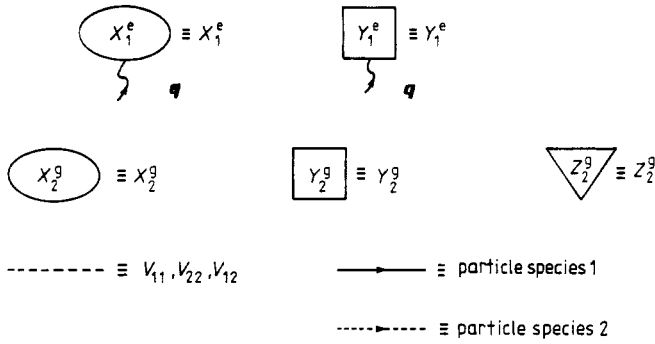 X₁ᵉ ≡ X₁ᵉ Y₁ᵉ ≡ Y₁ᵉ
q q
X₂ᵍ ≡ X₂ᵍ Y₂ᵍ ≡ Y₂ᵍ Z₂ᵍ ≡ Z₂ᵍ
≡ V₁₁, V₂₂, V₁₂ ≡ particle species 1
≡ particle species 2